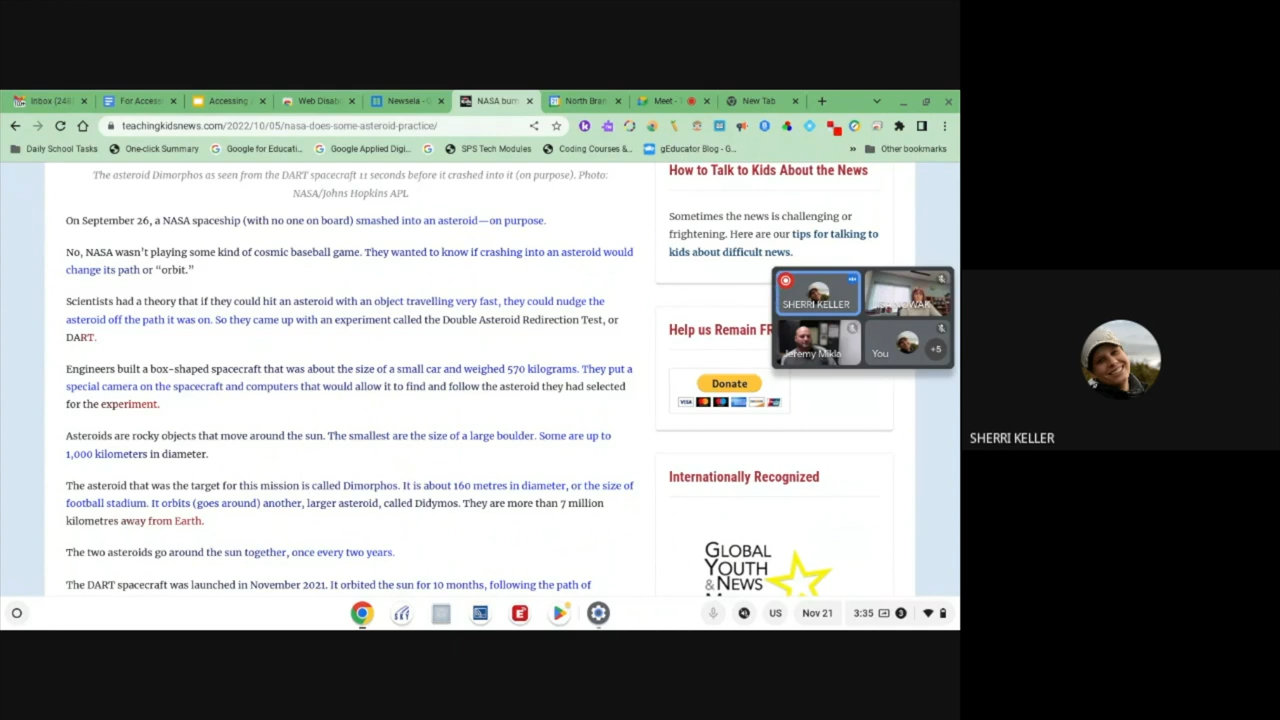 Inbox (248
For Access
Accessing
Web Disab
Newsela -
NASA bum
North Bran
Meet -
New Tab
teachingkidsnews.com/2022/10/05/nasa-does-some-asteroid-practice/
Daily School Tasks
One-click Summary
Google for Educati...
Google Applied Digi...
SPS Tech Modules
Coding Courses &...
gEducator Blog - G...
»
Other bookmarks
The asteroid Dimorphos as seen from the DART spacecraft 11 seconds before it crashed into it (on purpose). Photo:
NASA/Johns Hopkins APL
On September 26, a NASA spaceship (with no one on board) smashed into an asteroid—on purpose.
No, NASA wasn't playing some kind of cosmic baseball game. They wanted to know if crashing into an asteroid would
change its path or “orbit.”
Scientists had a theory that if they could hit an asteroid with an object travelling very fast, they could nudge the
asteroid off the path it was on. So they came up with an experiment called the Double Asteroid Redirection Test, or
DART.
Engineers built a box-shaped spacecraft that was about the size of a small car and weighed 570 kilograms. They put a
special camera on the spacecraft and computers that would allow it to find and follow the asteroid they had selected
for the experiment.
Asteroids are rocky objects that move around the sun. The smallest are the size of a large boulder. Some are up to
1,000 kilometers in diameter.
The asteroid that was the target for this mission is called Dimorphos. It is about 160 metres in diameter, or the size of
football stadium. It orbits (goes around) another, larger asteroid, called Didymos. They are more than 7 million
kilometres away from Earth.
The two asteroids go around the sun together, once every two years.
The DART spacecraft was launched in November 2021. It orbited the sun for 10 months, following the path of
How to Talk to Kids About the News
Sometimes the news is challenging or
frightening. Here are our tips for talking to
kids about difficult news.
SHERRI KELLER
NOWAK
Jeremy Mikla
You
+5
Help us Remain FR
Donate
VISA
Internationally Recognized
GLOBAL
YOUTH
& NEWS
US
Nov 21
3:35
3
SHERRI KELLER